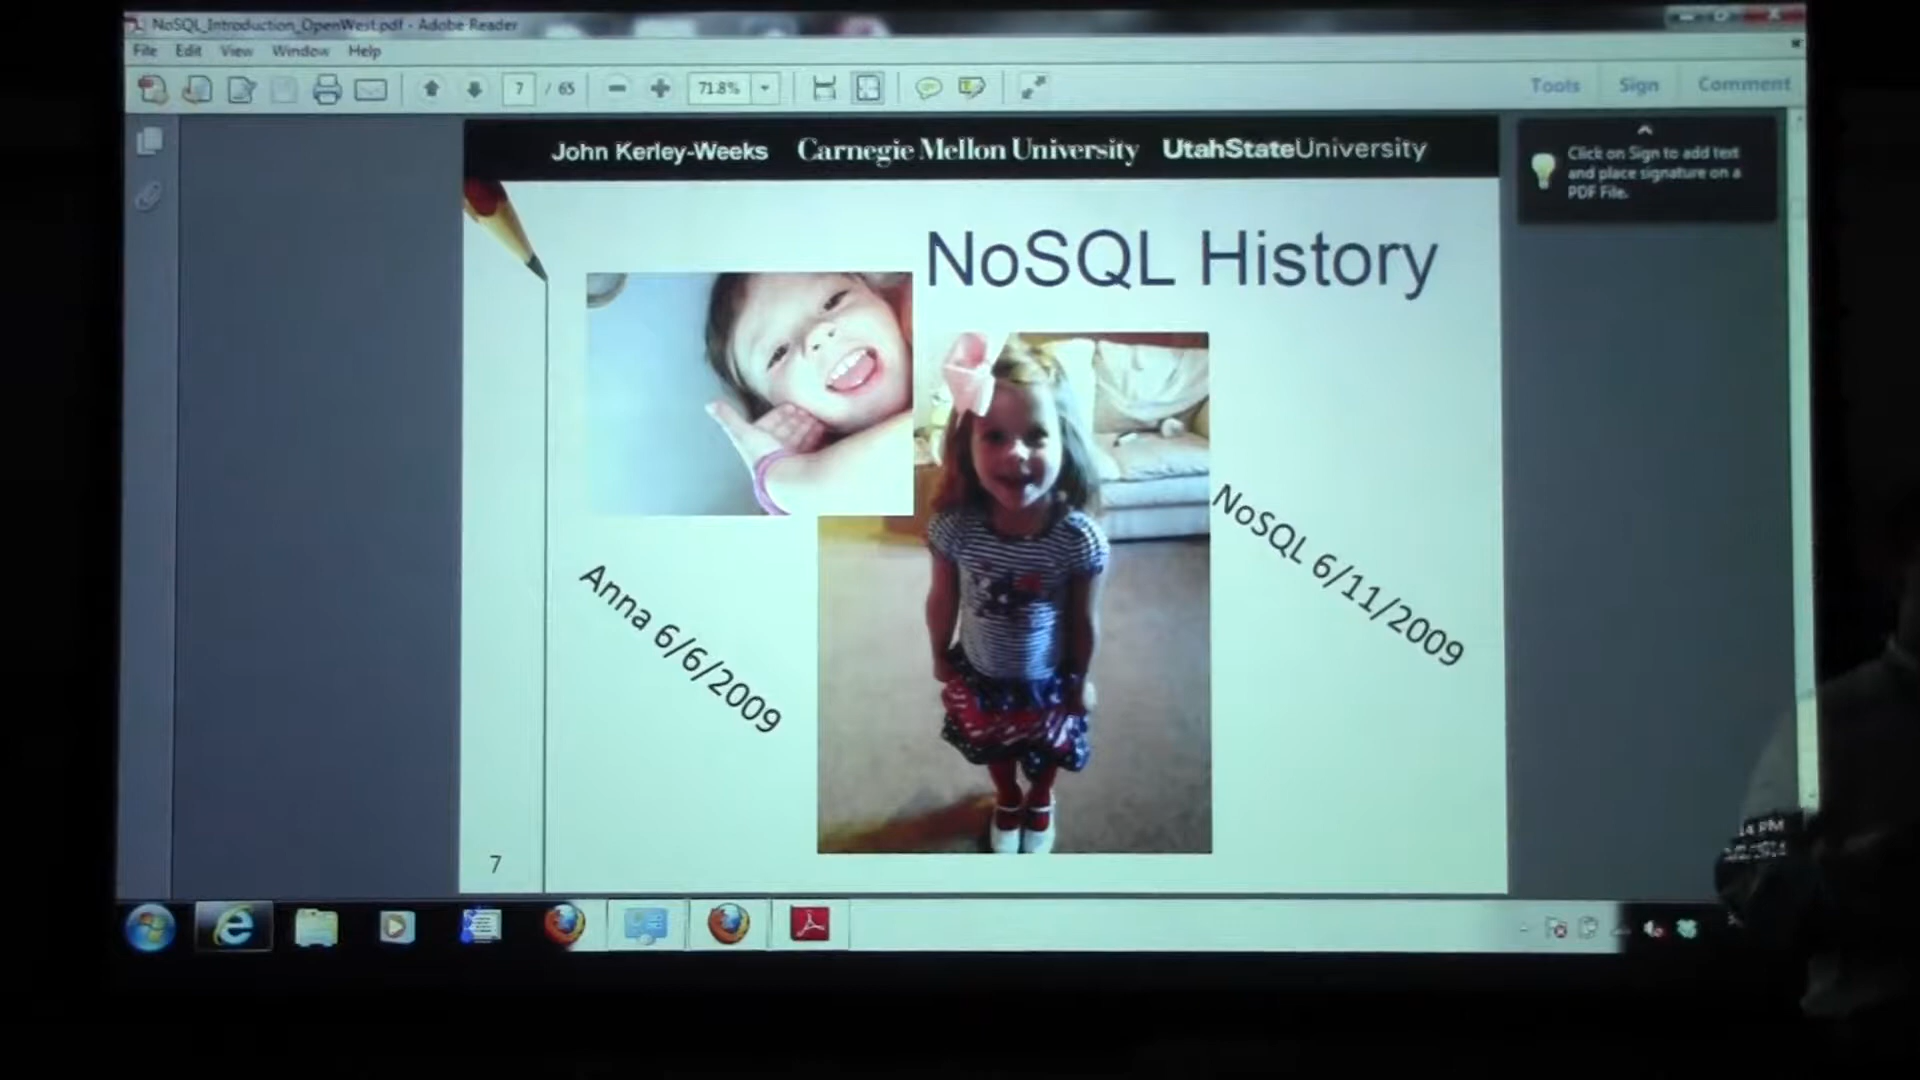 NoSQL_Introduction_OpenWest.pdf - Adobe Reader
File Edit View Window Help
7 / 65 71.8% Tools Sign Comment
John Kerley-Weeks Carnegie Mellon University UtahStateUniversity
Click on Sign to add text
and place signature on a
PDF File.
NoSQL History
NoSQL 6/11/2009
Anna 6/6/2009
7